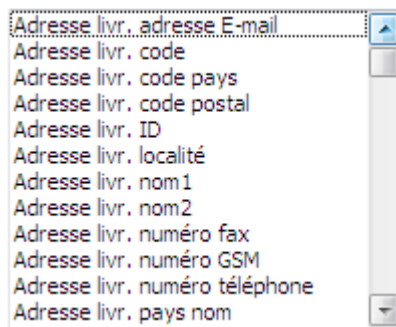 Adresse livr. adresse E-mail
Adresse livr. code
Adresse livr. code pays
Adresse livr. code postal
Adresse livr. ID
Adresse livr. localité
Adresse livr. nom1
Adresse livr. nom2
Adresse livr. numéro fax
Adresse livr. numéro GSM
Adresse livr. numéro téléphone
Adresse livr. pays nom